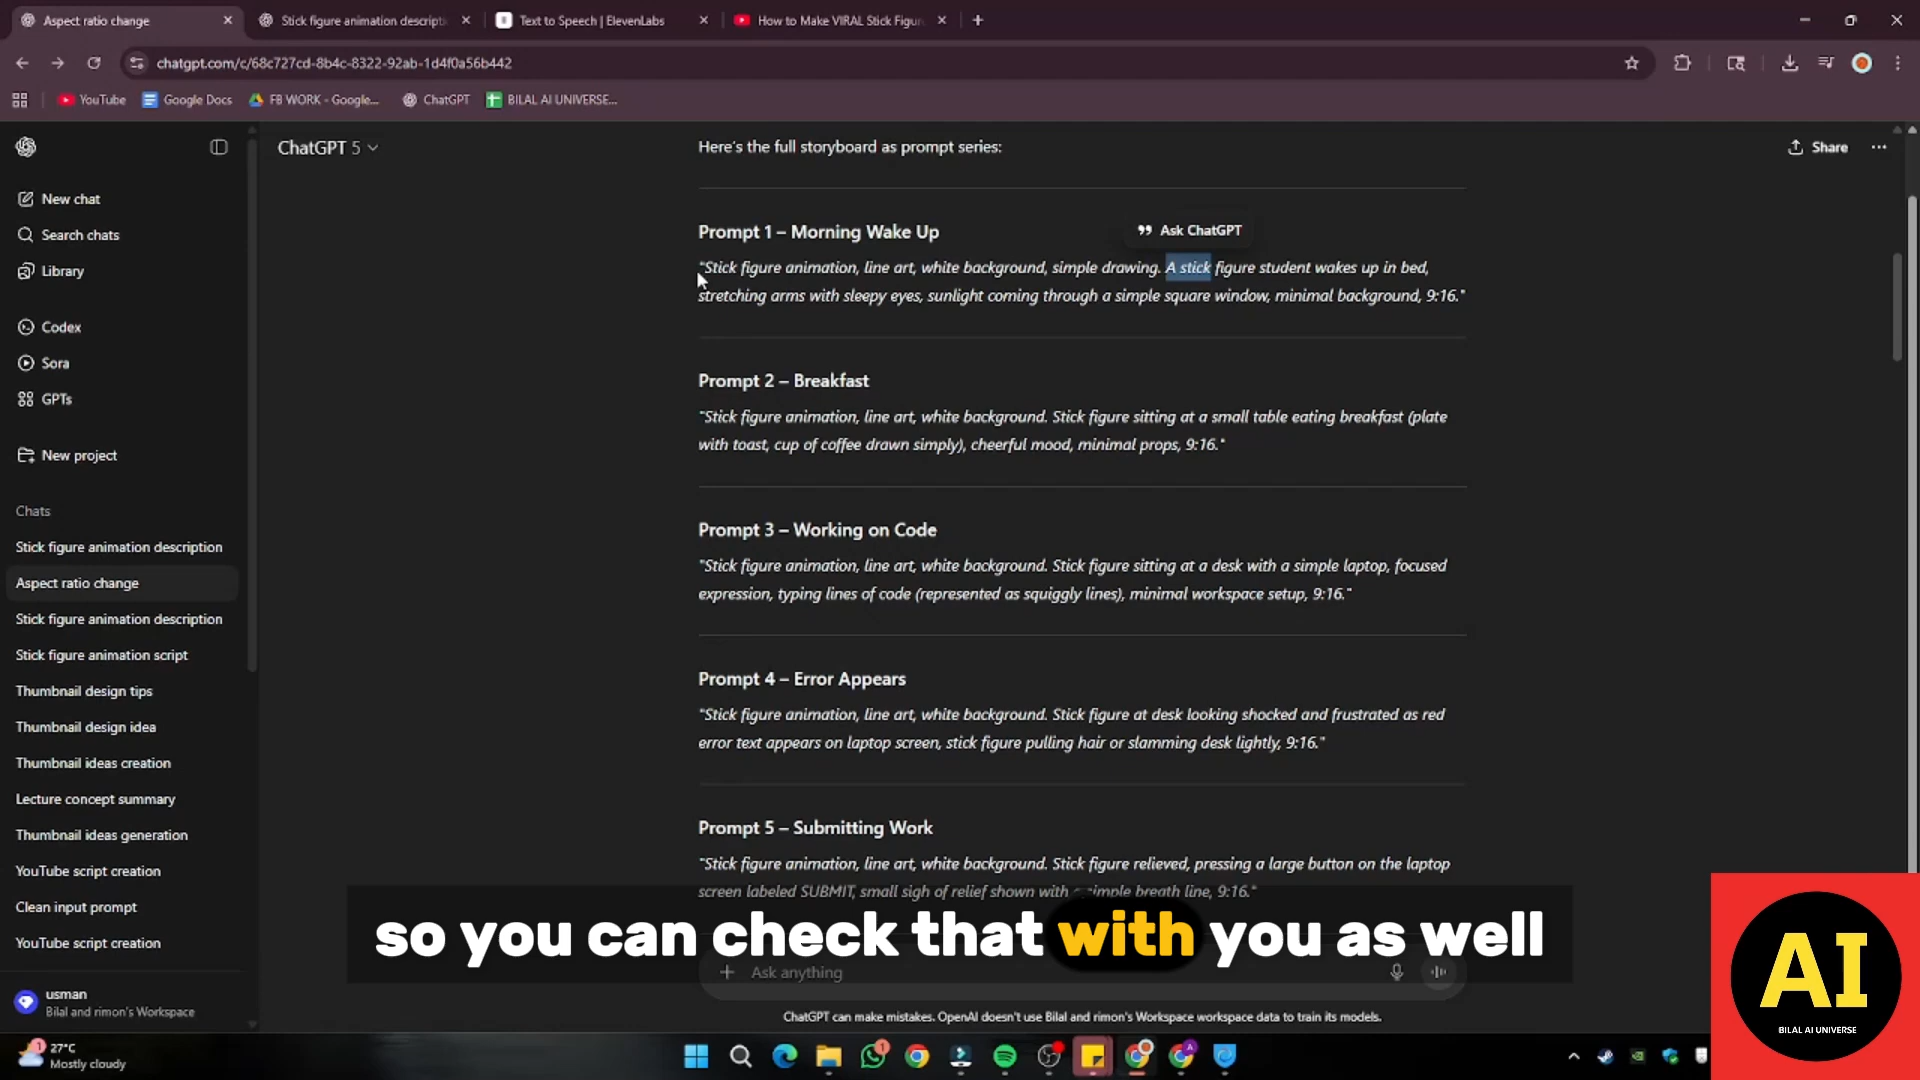 Aspect ratio change
Stick figure animation descripti
Text to Speech | ElevenLabs
How to Make VIRAL Stick Figur
chatgpt.com/c/68c727cd-8b4c-8322-92ab-1d4f0a56b442
YouTube
Google Docs
FB WORK - Google...
ChatGPT
BILAL AI UNIVERSE...
ChatGPT 5
Share
New chat
Search chats
Library
Codex
Sora
GPTs
New project
Chats
Stick figure animation description
Aspect ratio change
Stick figure animation description
Stick figure animation script
Thumbnail design tips
Thumbnail design idea
Thumbnail ideas creation
Lecture concept summary
Thumbnail ideas generation
YouTube script creation
Clean input prompt
YouTube script creation
usman
Bilal and rimon's Workspace
Here's the full storyboard as prompt series:
Prompt 1 – Morning Wake Up
Ask ChatGPT
"Stick figure animation, line art, white background, simple drawing. A stick figure student wakes up in bed,
stretching arms with sleepy eyes, sunlight coming through a simple square window, minimal background, 9:16."
Prompt 2 – Breakfast
"Stick figure animation, line art, white background. Stick figure sitting at a small table eating breakfast (plate
with toast, cup of coffee drawn simply), cheerful mood, minimal props, 9:16."
Prompt 3 – Working on Code
"Stick figure animation, line art, white background. Stick figure sitting at a desk with a simple laptop, focused
expression, typing lines of code (represented as squiggly lines), minimal workspace setup, 9:16."
Prompt 4 – Error Appears
"Stick figure animation, line art, white background. Stick figure at desk looking shocked and frustrated as red
error text appears on laptop screen, stick figure pulling hair or slamming desk lightly, 9:16."
Prompt 5 – Submitting Work
"Stick figure animation, line art, white background. Stick figure relieved, pressing a large button on the laptop
screen labeled SUBMIT, small sigh of relief shown with a simple breath line, 9:16."
so you can check that with you as well
Ask anything
ChatGPT can make mistakes. OpenAI doesn't use Bilal and rimon's Workspace workspace data to train its models.
AI
BILAL AI UNIVERSE
1
27°C
Mostly cloudy
1
A